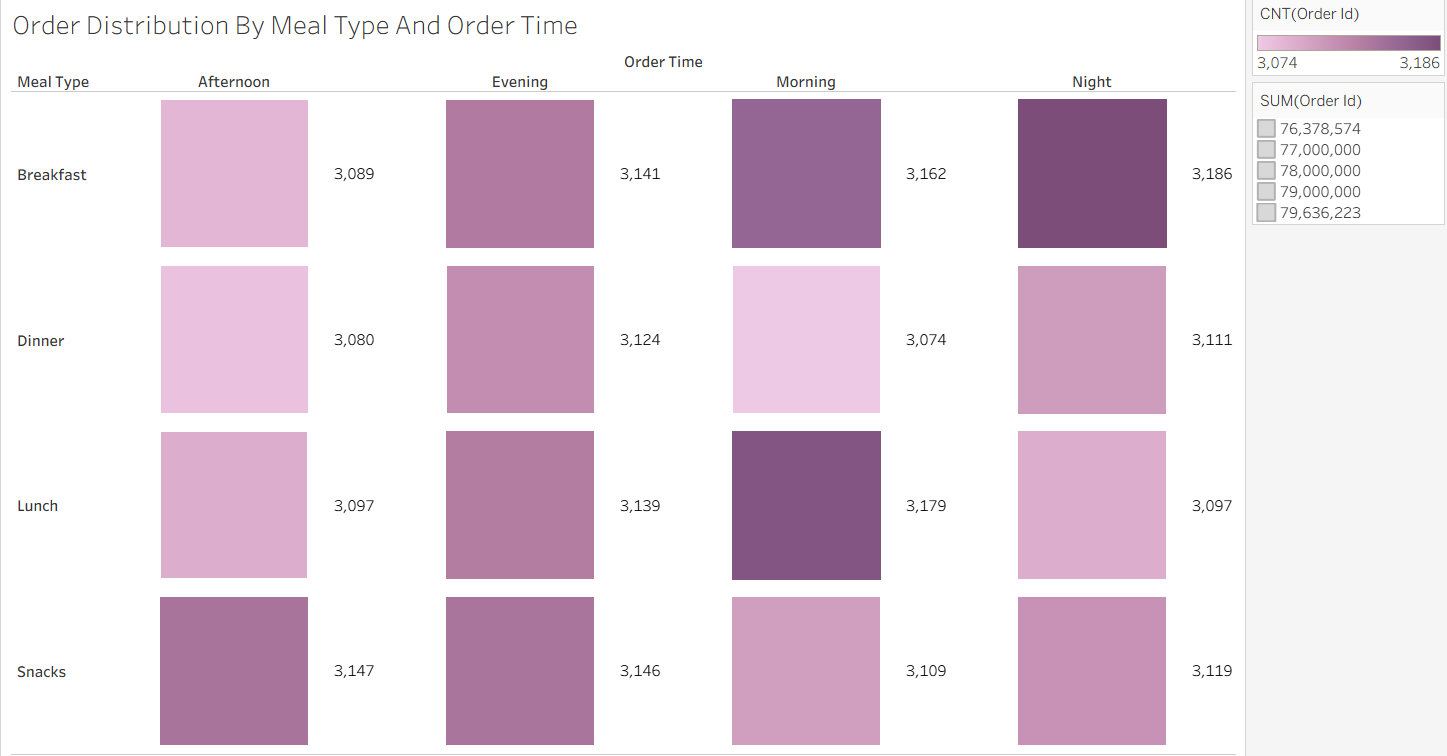 Order Distribution By Meal Type And Order Time
Order Time
Meal Type Afternoon Evening Morning Night
Breakfast 3,089 3,141 3,162 3,186
Dinner 3,080 3,124 3,074 3,111
Lunch 3,097 3,139 3,179 3,097
Snacks 3,147 3,146 3,109 3,119
CNT(Order Id)
3,074 3,186
SUM(Order Id)
76,378,574
77,000,000
78,000,000
79,000,000
79,636,223